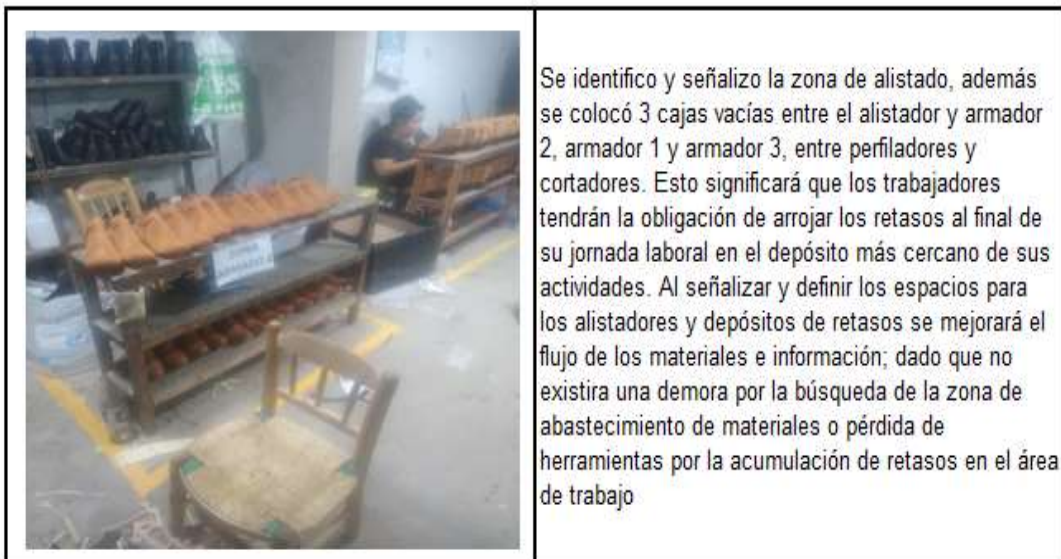 Se identifico y señalizo la zona de alistado, además
se colocó 3 cajas vacías entre el alistador y armador
2, armador 1 y armador 3, entre perfiladores y
cortadores. Esto significará que los trabajadores
tendrán la obligación de arrojar los retasos al final de
su jornada laboral en el depósito más cercano de sus
actividades. Al señalizar y definir los espacios para
los alistadores y depósitos de retasos se mejorará el
flujo de los materiales e información; dado que no
existira una demora por la búsqueda de la zona de
abastecimiento de materiales o pérdida de
herramientas por la acumulación de retasos en el área
de trabajo